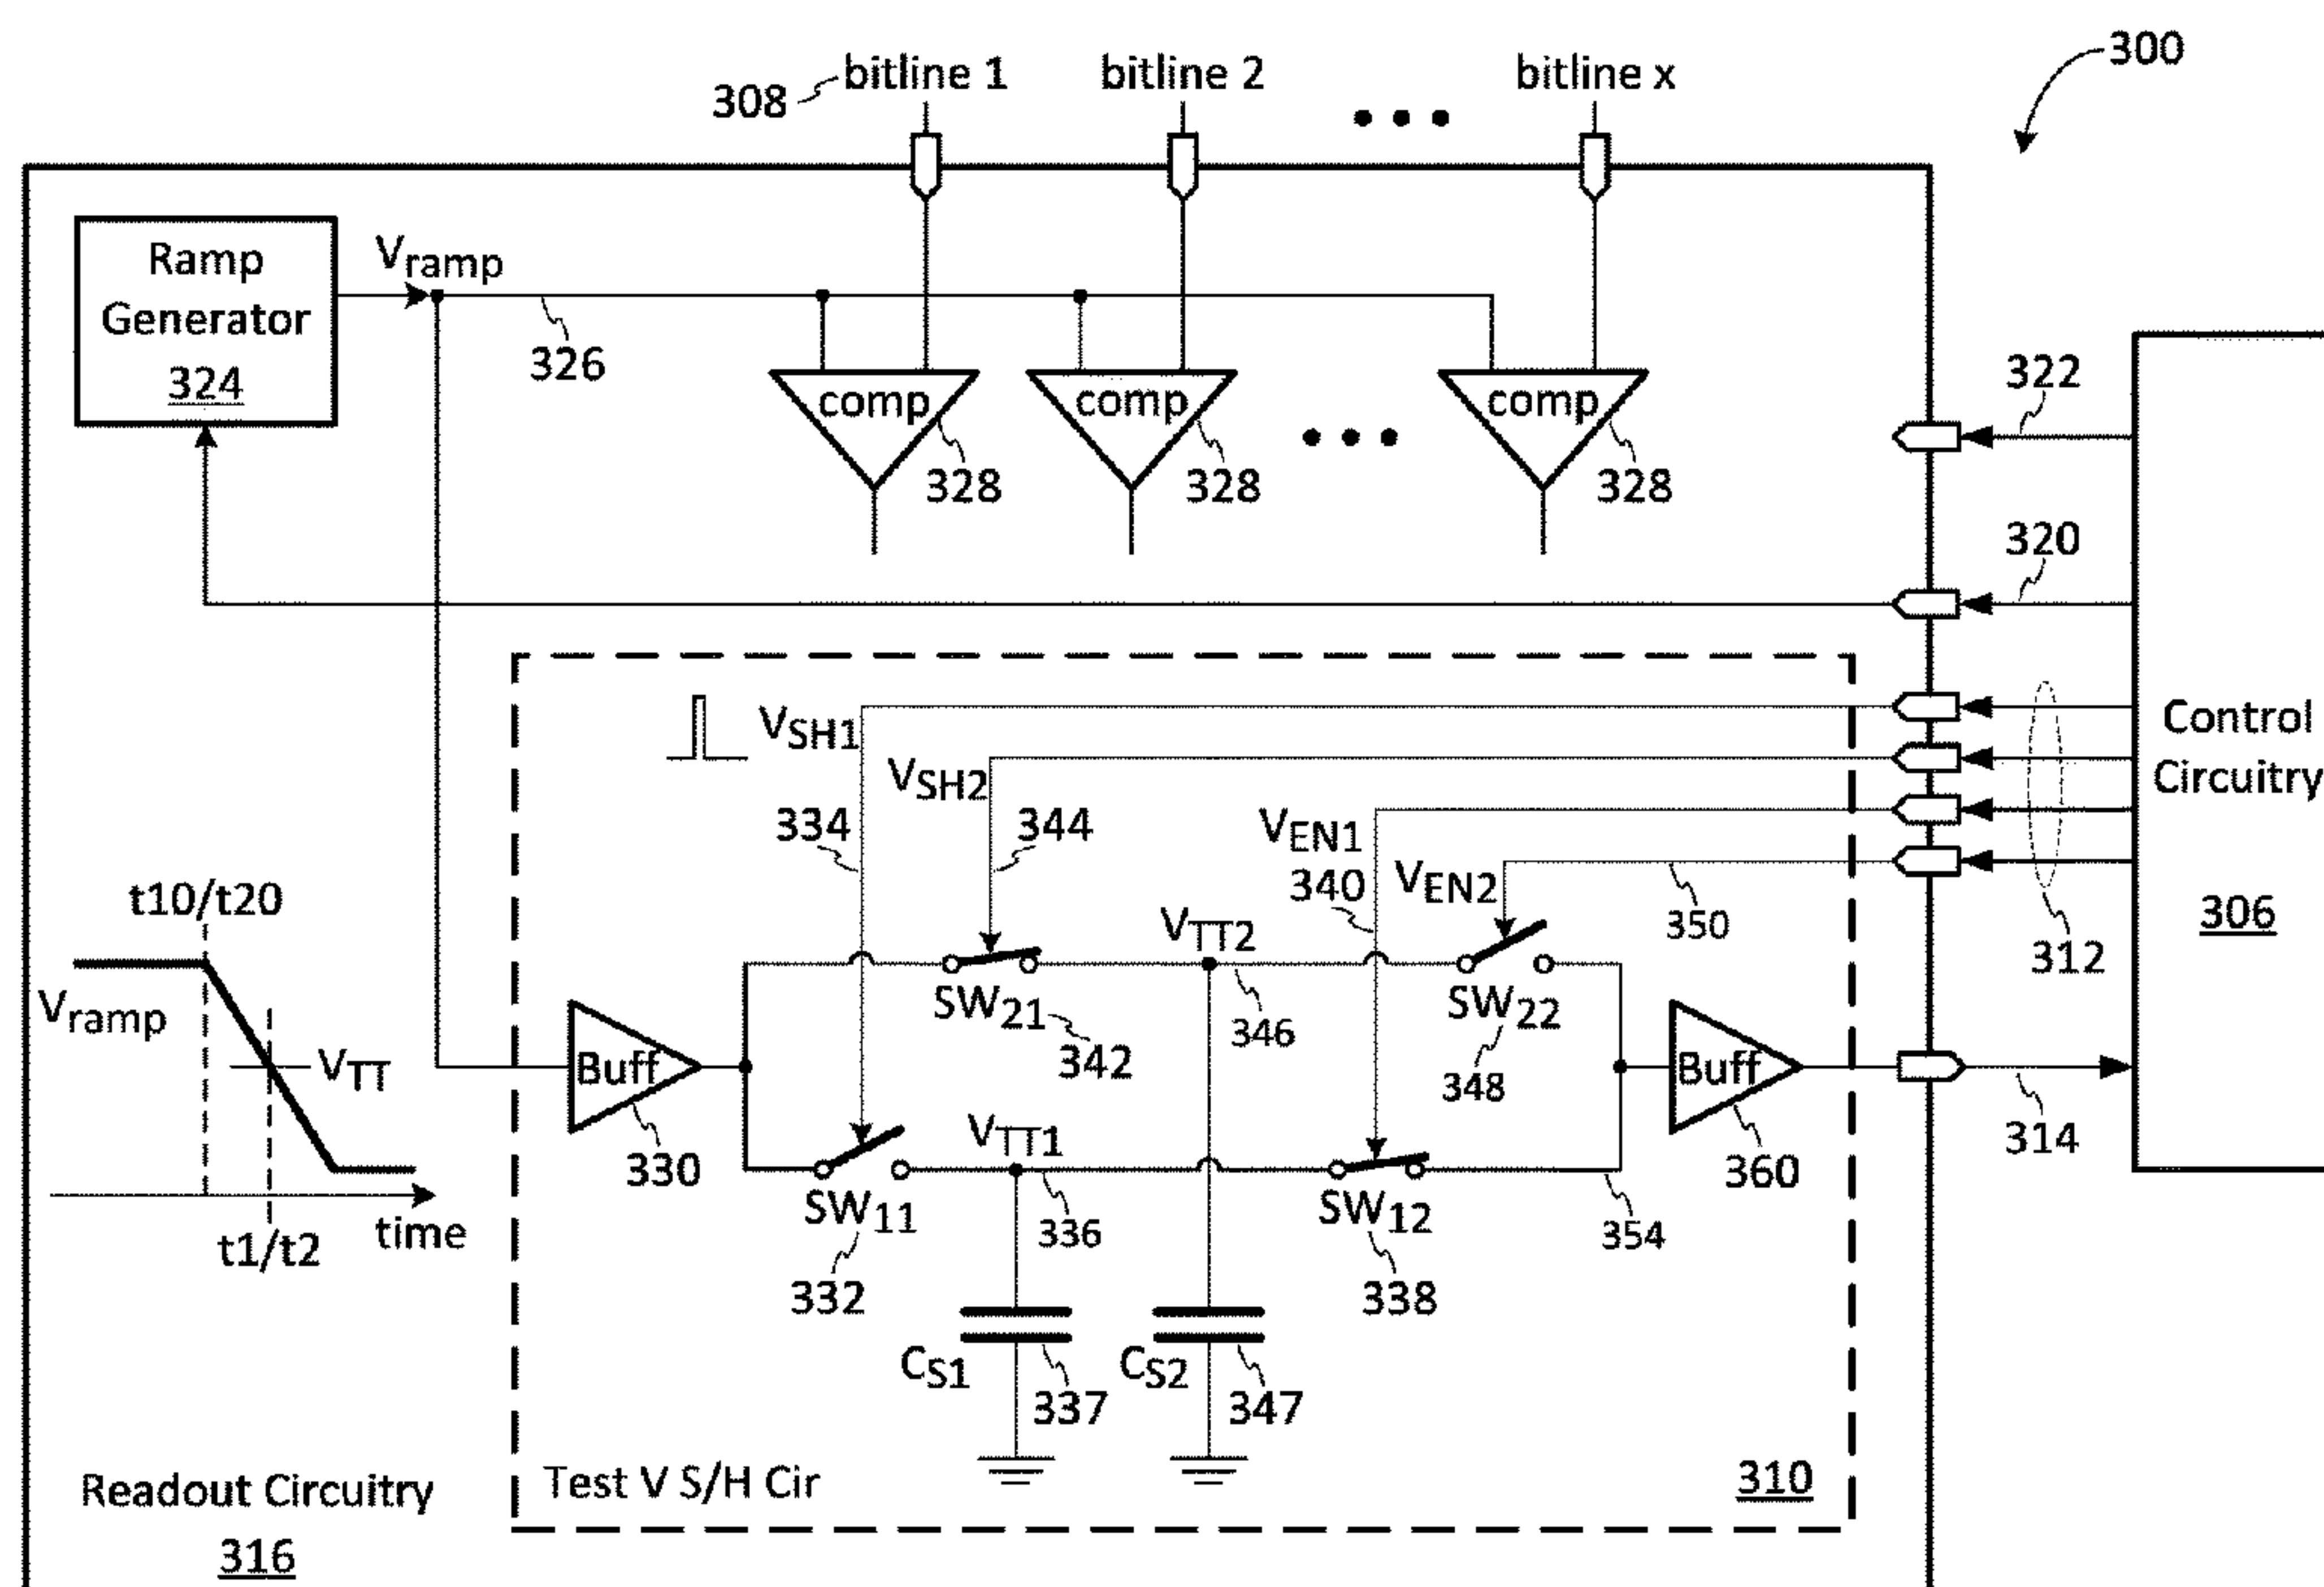 300
308
bitline 1
bitline 2
bitline x
Ramp
Generator
324
Vramp
326
comp
comp
comp
328
328
328
322
320
VSH1
VSH2
334
344
VEN1
340
VEN2
350
312
Control
Circuitry
306
t10/t20
Vramp
VTT
t1/t2
time
Buff
330
SW21
342
VTT2
346
SW22
348
Buff
360
314
SW11
332
VTT1
336
SW12
338
354
CS1
337
CS2
347
Readout Circuitry
316
Test V S/H Cir
310